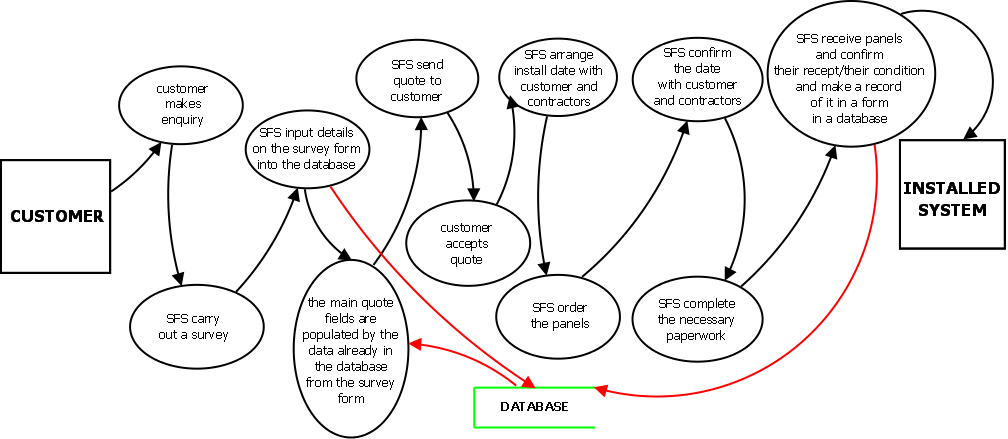 CUSTOMER
customer
makes
enquiry
SFS carry
out a survey
SFS input details
on the survey form
into the database
the main quote
fields are
populated by the
data already in
the database
from the survey
form
SFS send
quote to
customer
customer
accepts
quote
SFS arrange
install date with
customer and
contractors
SFS order
the panels
SFS confirm
the date
with customer
and contractors
SFS complete
the necessary
paperwork
SFS receive panels
and confirm
their recept/their condition
and make a record
of it in a form
in a database
INSTALLED
SYSTEM
DATABASE